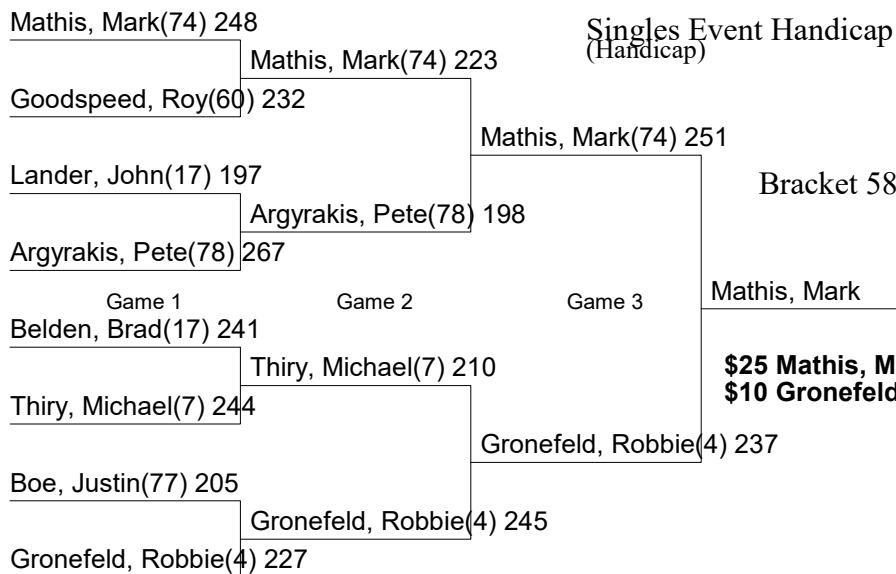 Mathis, Mark(74) 248
Singles Event Handicap
(Handicap)
Mathis, Mark(74) 223
Goodspeed, Roy(60) 232
Mathis, Mark(74) 251
Lander, John(17) 197
Bracket 58
Argyrakis, Pete(78) 198
Argyrakis, Pete(78) 267
Game 1
Game 2
Game 3
Mathis, Mark
Belden, Brad(17) 241
Thiry, Michael(7) 210
$25 Mathis, M
$10 Gronefeld
Thiry, Michael(7) 244
Gronefeld, Robbie(4) 237
Boe, Justin(77) 205
Gronefeld, Robbie(4) 245
Gronefeld, Robbie(4) 227